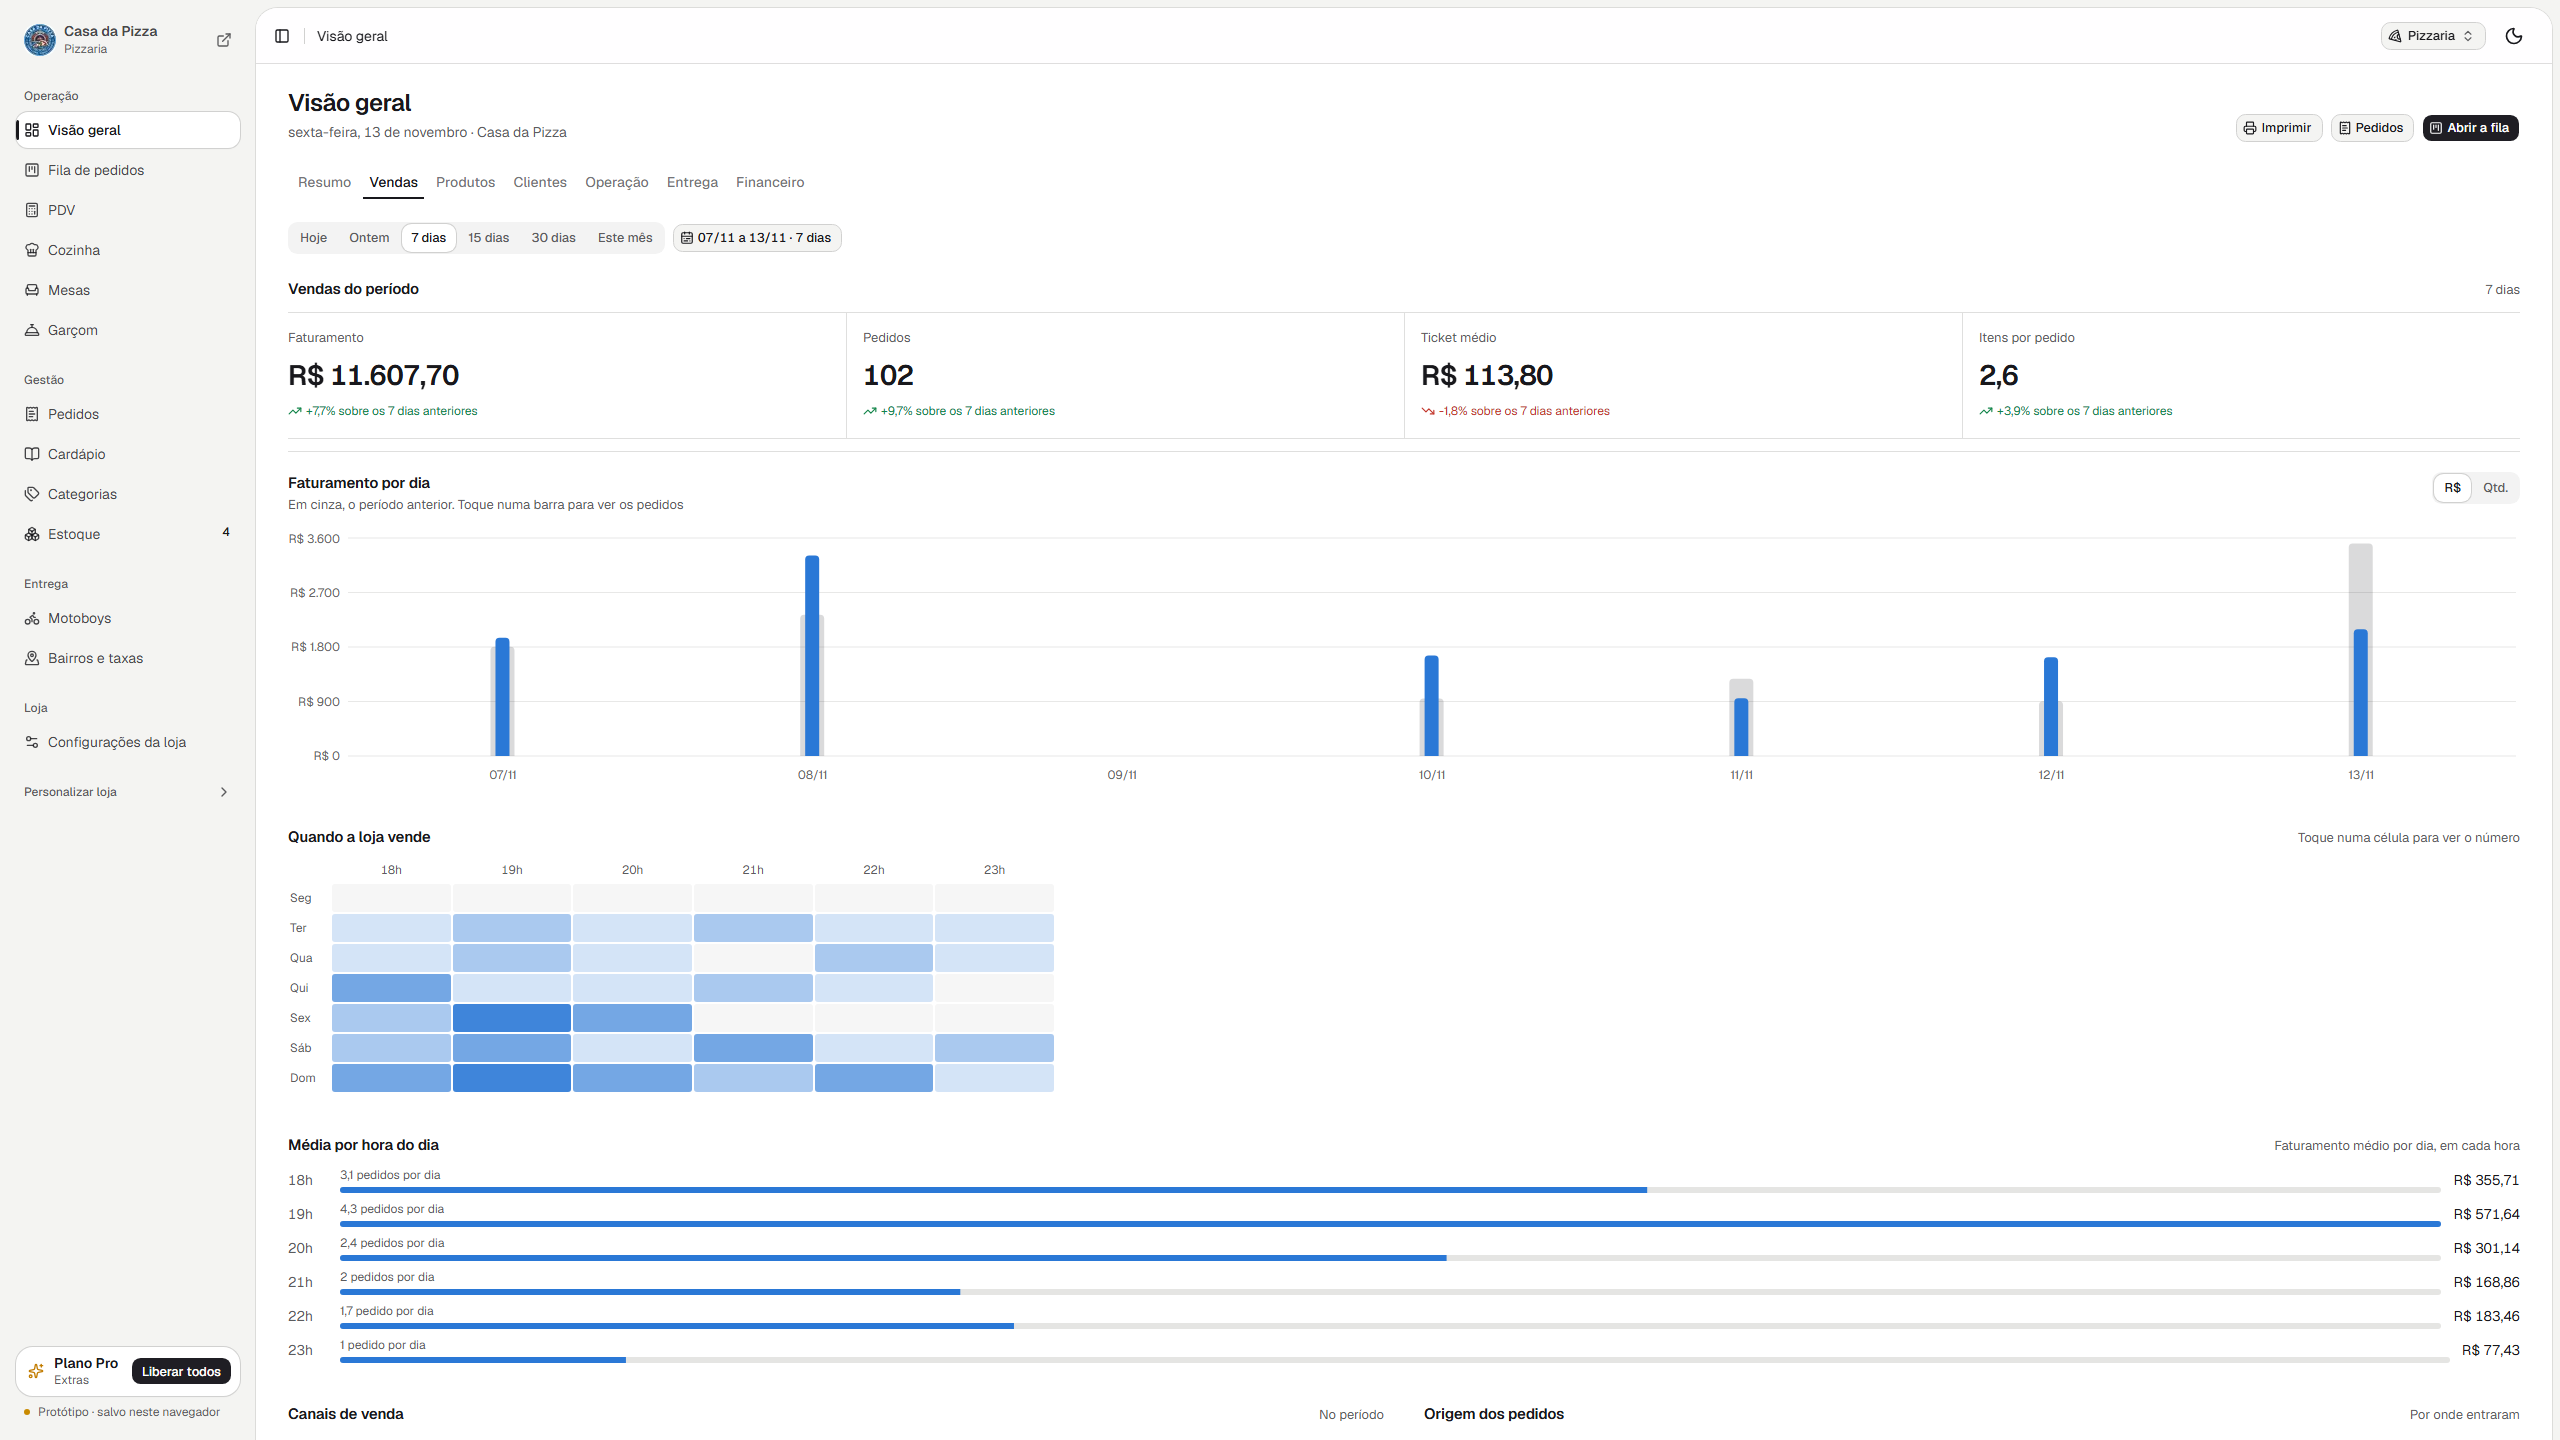 Casa da Pizza
Pizzaria
Operação
Visão geral
Fila de pedidos
PDV
Cozinha
Mesas
Garçom
Gestão
Pedidos
Cardápio
Categorias
Estoque 4
Entrega
Motoboys
Bairros e taxas
Loja
Configurações da loja
Personalizar loja
Plano Pro
Extras
Liberar todos
Protótipo · salvo neste navegador
Visão geral
Pizzaria
Visão geral
sexta-feira, 13 de novembro · Casa da Pizza
Imprimir Pedidos Abrir a fila
Resumo Vendas Produtos Clientes Operação Entrega Financeiro
Hoje Ontem 7 dias 15 dias 30 dias Este mês 07/11 a 13/11 · 7 dias
Vendas do período 7 dias
Faturamento
R$ 11.607,70
+7,7% sobre os 7 dias anteriores
Pedidos
102
+9,7% sobre os 7 dias anteriores
Ticket médio
R$ 113,80
-1,8% sobre os 7 dias anteriores
Itens por pedido
2,6
+3,9% sobre os 7 dias anteriores
Faturamento por dia
Em cinza, o período anterior. Toque numa barra para ver os pedidos
R$ Qtd.
R$ 3.600
R$ 2.700
R$ 1.800
R$ 900
R$ 0
07/11 08/11 09/11 10/11 11/11 12/11 13/11
Quando a loja vende Toque numa célula para ver o número
18h 19h 20h 21h 22h 23h
Seg
Ter
Qua
Qui
Sex
Sáb
Dom
Média por hora do dia Faturamento médio por dia, em cada hora
18h 3,1 pedidos por dia R$ 355,71
19h 4,3 pedidos por dia R$ 571,64
20h 2,4 pedidos por dia R$ 301,14
21h 2 pedidos por dia R$ 168,86
22h 1,7 pedido por dia R$ 183,46
23h 1 pedido por dia R$ 77,43
Canais de venda No período
Origem dos pedidos Por onde entraram